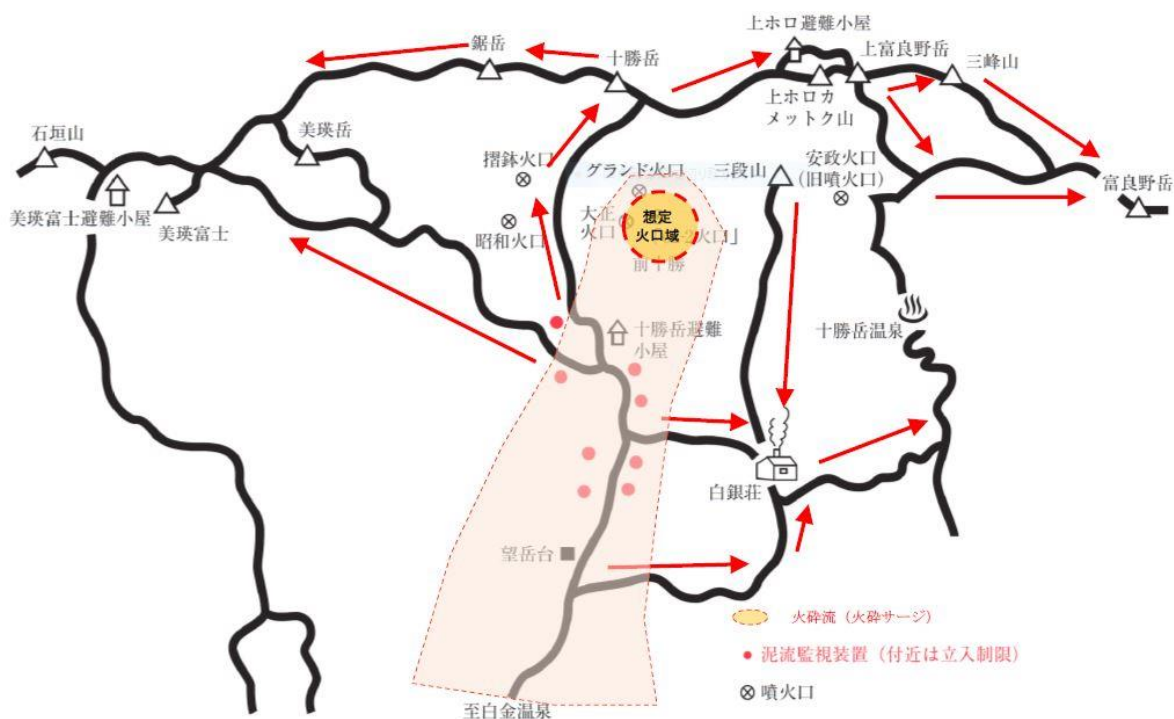 上ホロ避難小屋
鋸岳
十勝岳
上富良野岳
三峰山
上ホロカ
メットク山
石垣山
美瑛岳
摺鉢火口
グランド火口
三段山
安政火口
(旧噴火口)
富良野岳
美瑛富士避難小屋
美瑛富士
昭和火口
大正
火口
想定
火口域
2火口」
前十勝
十勝岳避難
小屋
十勝岳温泉
白銀荘
望岳台
火砕流（火砕サージ）
泥流監視装置（付近は立入制限）
噴火口
至白金温泉